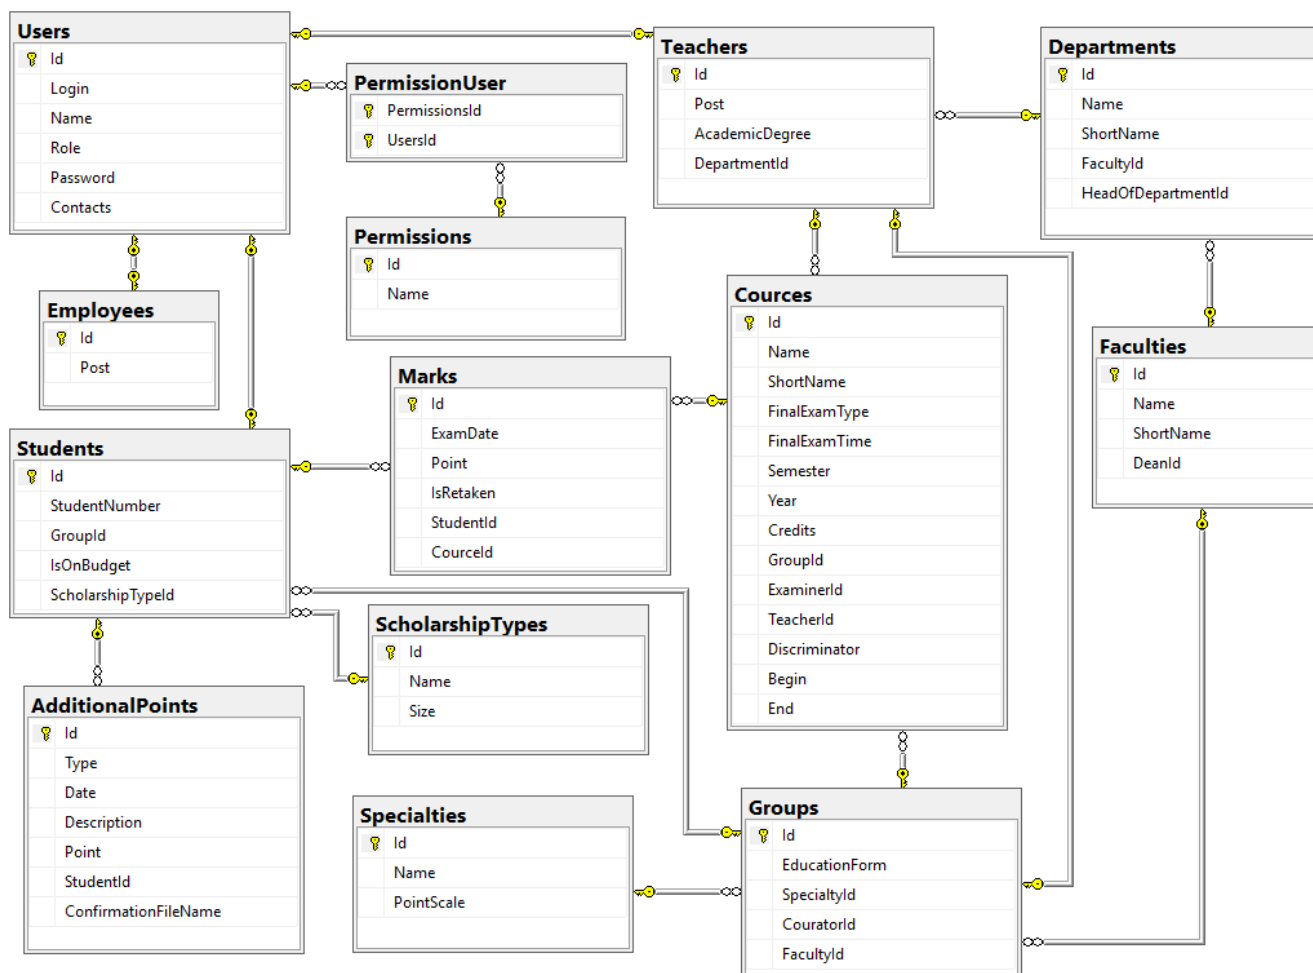 Users
Id
Login
Name
Role
Password
Contacts
PermissionUser
PermissionsId
UsersId
Teachers
Id
Post
AcademicDegree
DepartmentId
Departments
Id
Name
ShortName
FacultyId
HeadOfDepartmentId
Permissions
Id
Name
Employees
Id
Post
Cources
Id
Name
ShortName
FinalExamType
FinalExamTime
Semester
Year
Credits
GroupId
ExaminerId
TeacherId
Discriminator
Begin
End
Faculties
Id
Name
ShortName
DeanId
Marks
Id
ExamDate
Point
IsRetaken
StudentId
CourceId
Students
Id
StudentNumber
GroupId
IsOnBudget
ScholarshipTypeId
ScholarshipTypes
Id
Name
Size
AdditionalPoints
Id
Type
Date
Description
Point
StudentId
ConfirmationFileName
Specialties
Id
Name
PointScale
Groups
Id
EducationForm
SpecialtyId
CouratorId
FacultyId